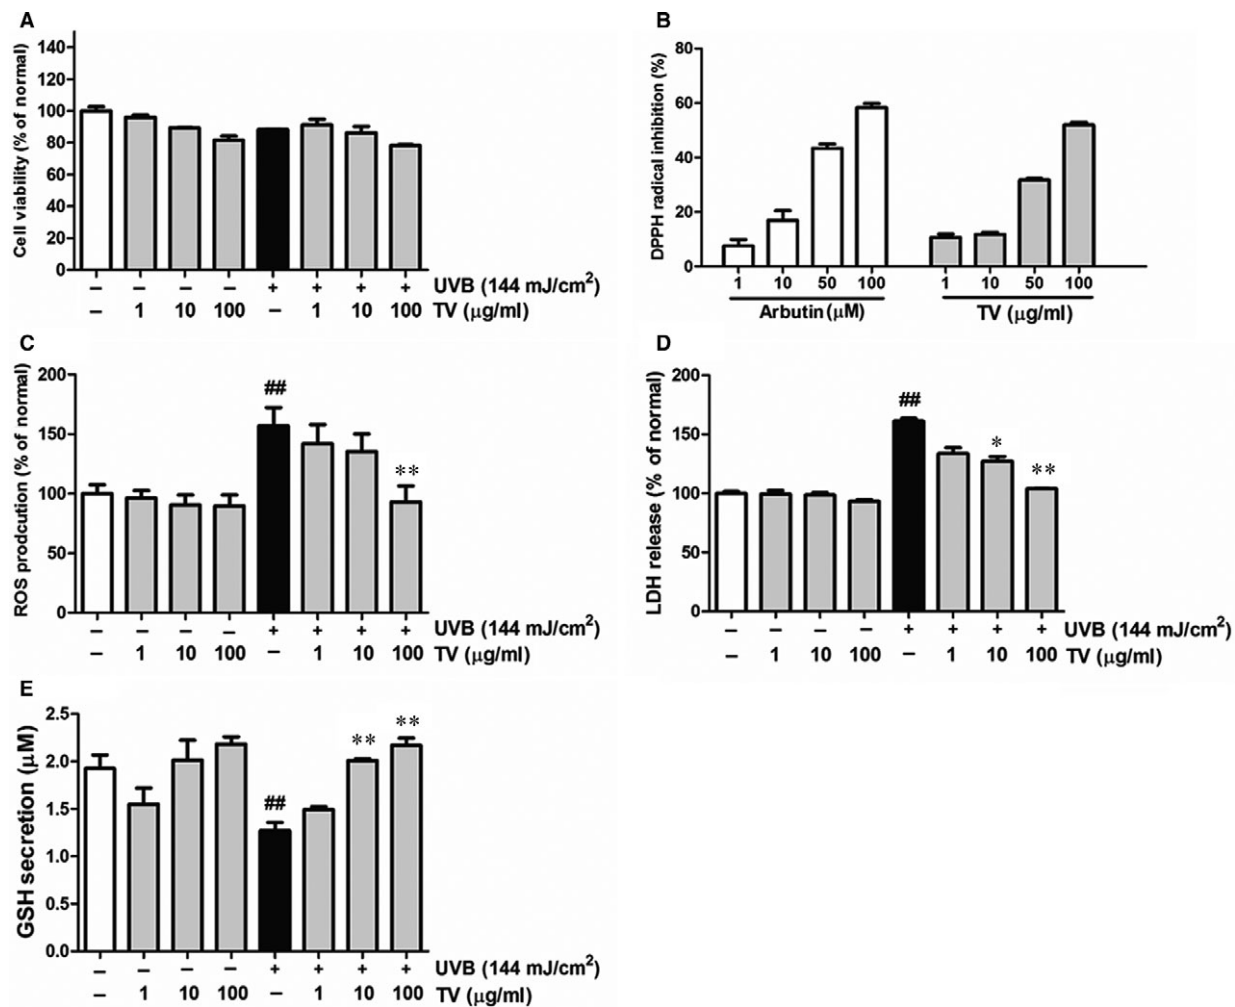 A
Cell viability (% of normal)
140
120
100
80
60
40
20
0
– – – – + + + + UVB (144 mJ/cm²)
– 1 10 100 – 1 10 100 TV (μg/ml)
B
DPPH radical inhibition (%)
80
60
40
20
0
1 10 50 100 1 10 50 100
Arbutin (μM) TV (μg/ml)
C
ROS prodcution (% of normal)
200
150
100
50
0
##
**
– – – – + + + + UVB (144 mJ/cm²)
– 1 10 100 – 1 10 100 TV (μg/ml)
D
LDH release (% of normal)
200
150
100
50
0
##
*
**
– – – – + + + + UVB (144 mJ/cm²)
– 1 10 100 – 1 10 100 TV (μg/ml)
E
GSH secretion (μM)
2.5
2.0
1.5
1.0
0.5
0.0
##
**
**
– – – – + + + + UVB (144 mJ/cm²)
– 1 10 100 – 1 10 100 TV (μg/ml)